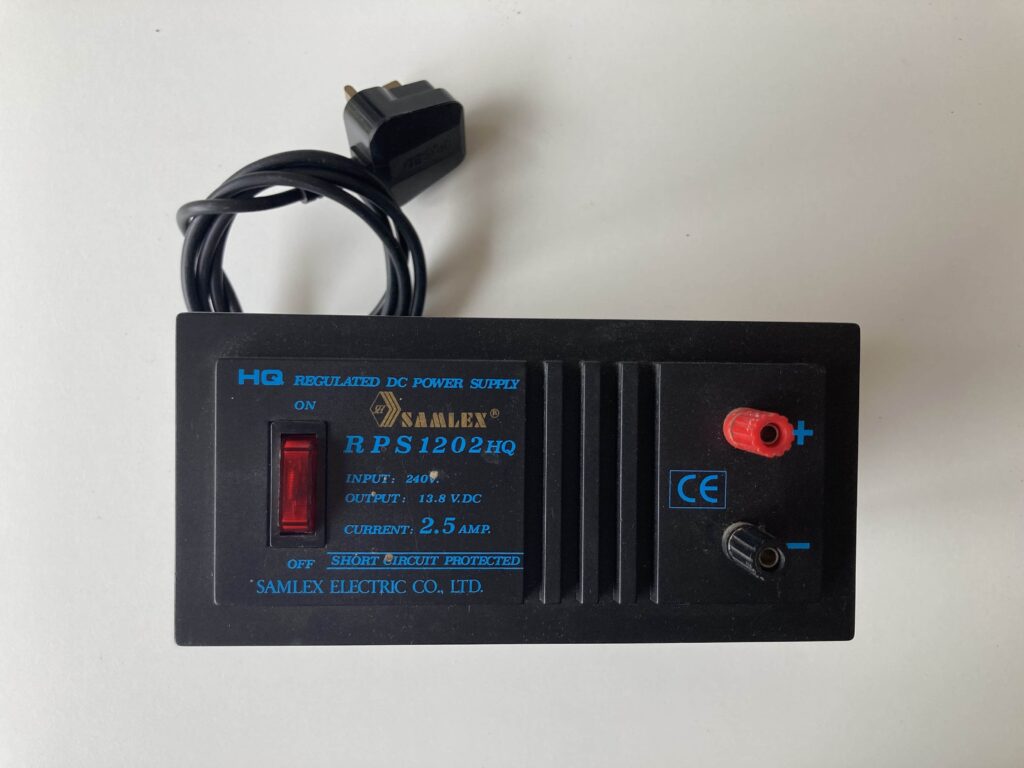 HQ REGULATED DC POWER SUPPLY
ON
SAMLEX®
RPS1202HQ
INPUT: 240V.
OUTPUT: 13.8 V.DC
CURRENT: 2.5 AMP.
OFF
SHORT CIRCUIT PROTECTED
SAMLEX ELECTRIC CO., LTD.
+
CE
−